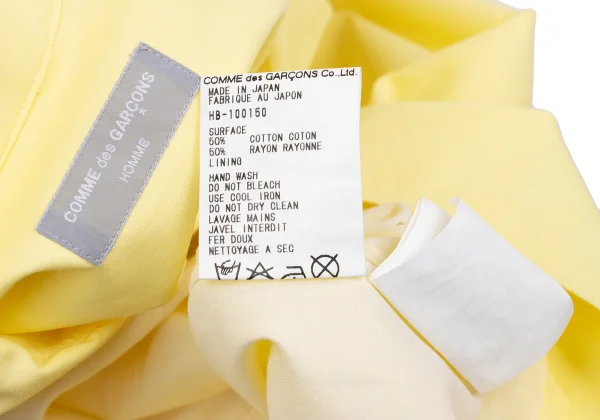 COMME des GARÇONS
*
HOMME
COMME des GARÇONS Co.,Ltd.
MADE IN JAPAN
FABRIQUE AU JAPON
HB-100150
SURFACE
50% COTTON COTON
50% RAYON RAYONNE
LINING
HAND WASH
DO NOT BLEACH
USE COOL IRON
DO NOT DRY CLEAN
LAVAGE MAINS
JAVEL INTERDIT
FER DOUX
NETTOYAGE A SEC